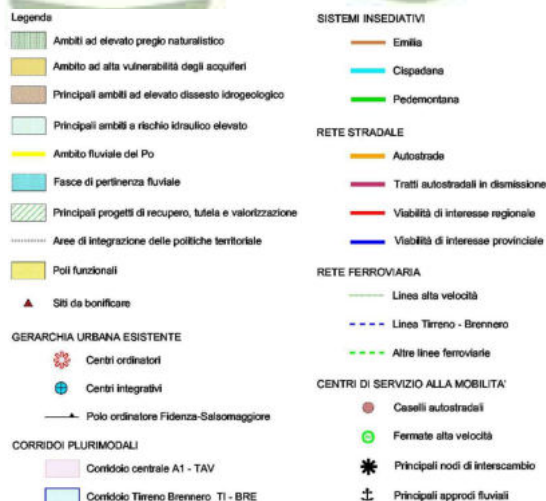 Legenda
Ambiti ad elevato pregio naturalistico
Ambito ad alta vulnerabilità degli acquiferi
Principali ambiti ad elevato dissesto idrogeologico
Principali ambiti a rischio idraulico elevato
Ambito fluviale del Po
Fasce di pertinenza fluviale
Principali progetti di recupero, tutela e valorizzazione
Aree di integrazione delle politiche territoriale
Poli funzionali
Siti da bonificare
GERARCHIA URBANA ESISTENTE
Centri ordinatori
Centri integrativi
Polo ordinatore Fidenza-Salsomaggiore
CORRIDOI PLURIMODALI
Corridoio centrale A1 - TAV
Corridoio Tirreno Brennero TI - BRE
SISTEMI INSEDIATIVI
Emilia
Cispadana
Pedemontana
RETE STRADALE
Autostrade
Tratti autostradali in dismissione
Viabilità di interesse regionale
Viabilità di interesse provinciale
RETE FERROVIARIA
Linea alta velocità
Linea Tirreno - Brennero
Altre linee ferroviarie
CENTRI DI SERVIZIO ALLA MOBILITA'
Caselli autostradali
Fermate alta velocità
Principali nodi di interscambio
Principali approdi fluviali